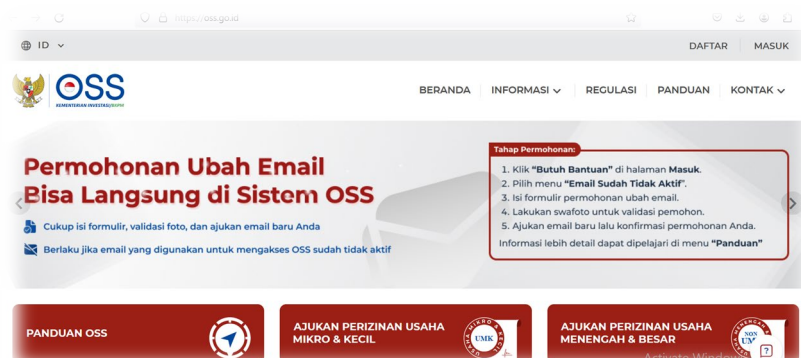 https://oss.go.id
ID
DAFTAR
MASUK
OSS
KEMENTERIAN INVESTASI/BKPM
BERANDA
INFORMASI
REGULASI
PANDUAN
KONTAK
Permohonan Ubah Email
Bisa Langsung di Sistem OSS
Cukup isi formulir, validasi foto, dan ajukan email baru Anda
Berlaku jika email yang digunakan untuk mengakses OSS sudah tidak aktif
Tahap Permohonan:
1. Klik "Butuh Bantuan" di halaman Masuk.
2. Pilih menu "Email Sudah Tidak Aktif".
3. Isi formulir permohonan ubah email.
4. Lakukan swafoto untuk validasi pemohon.
5. Ajukan email baru lalu konfirmasi permohonan Anda.
Informasi lebih detail dapat dipelajari di menu "Panduan"
PANDUAN OSS
AJUKAN PERIZINAN USAHA
MIKRO & KECIL
UMK
AJUKAN PERIZINAN USAHA
MENENGAH & BESAR
NON
UMK
Activate Windows
?